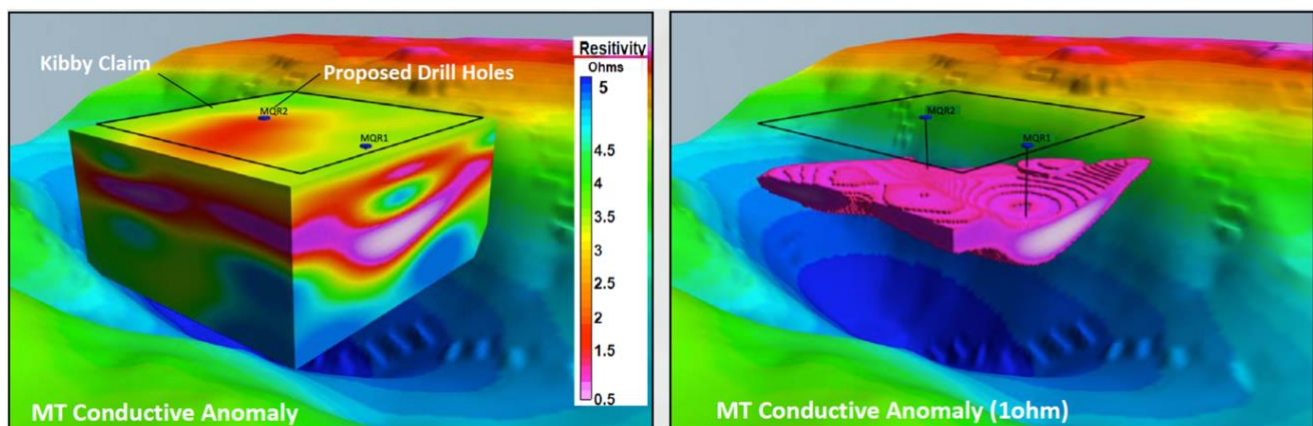 Kibby Claim
Proposed Drill Holes
MQR2
MQR1
MT Conductive Anomaly
Resitivity
Ohms
5
4.5
4
3.5
3
2.5
2
1.5
0.5
MQR2
MQR1
MT Conductive Anomaly (1ohm)